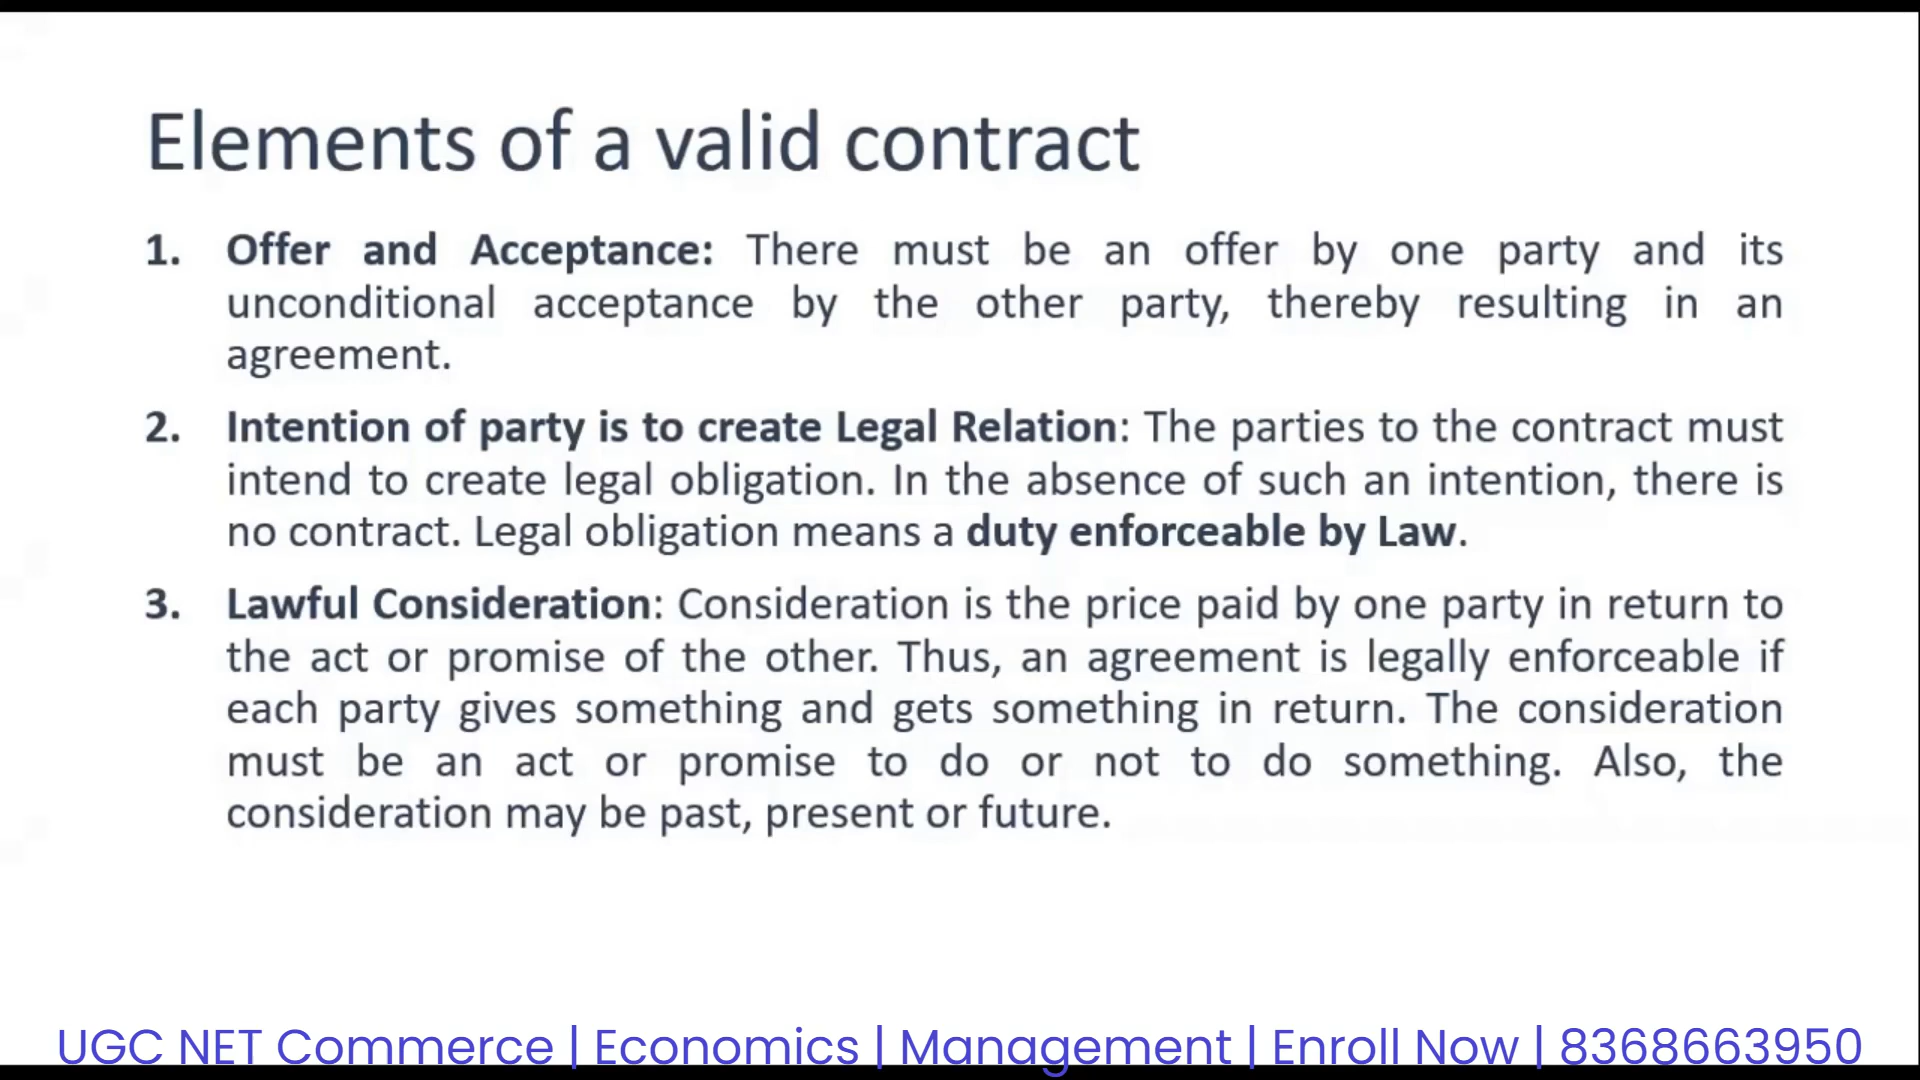 Elements of a valid contract
1. Offer and Acceptance: There must be an offer by one party and its
unconditional acceptance by the other party, thereby resulting in an
agreement.
2. Intention of party is to create Legal Relation: The parties to the contract must
intend to create legal obligation. In the absence of such an intention, there is
no contract. Legal obligation means a duty enforceable by Law.
3. Lawful Consideration: Consideration is the price paid by one party in return to
the act or promise of the other. Thus, an agreement is legally enforceable if
each party gives something and gets something in return. The consideration
must be an act or promise to do or not to do something. Also, the
consideration may be past, present or future.
UGC NET Commerce | Economics | Management | Enroll Now | 8368663950